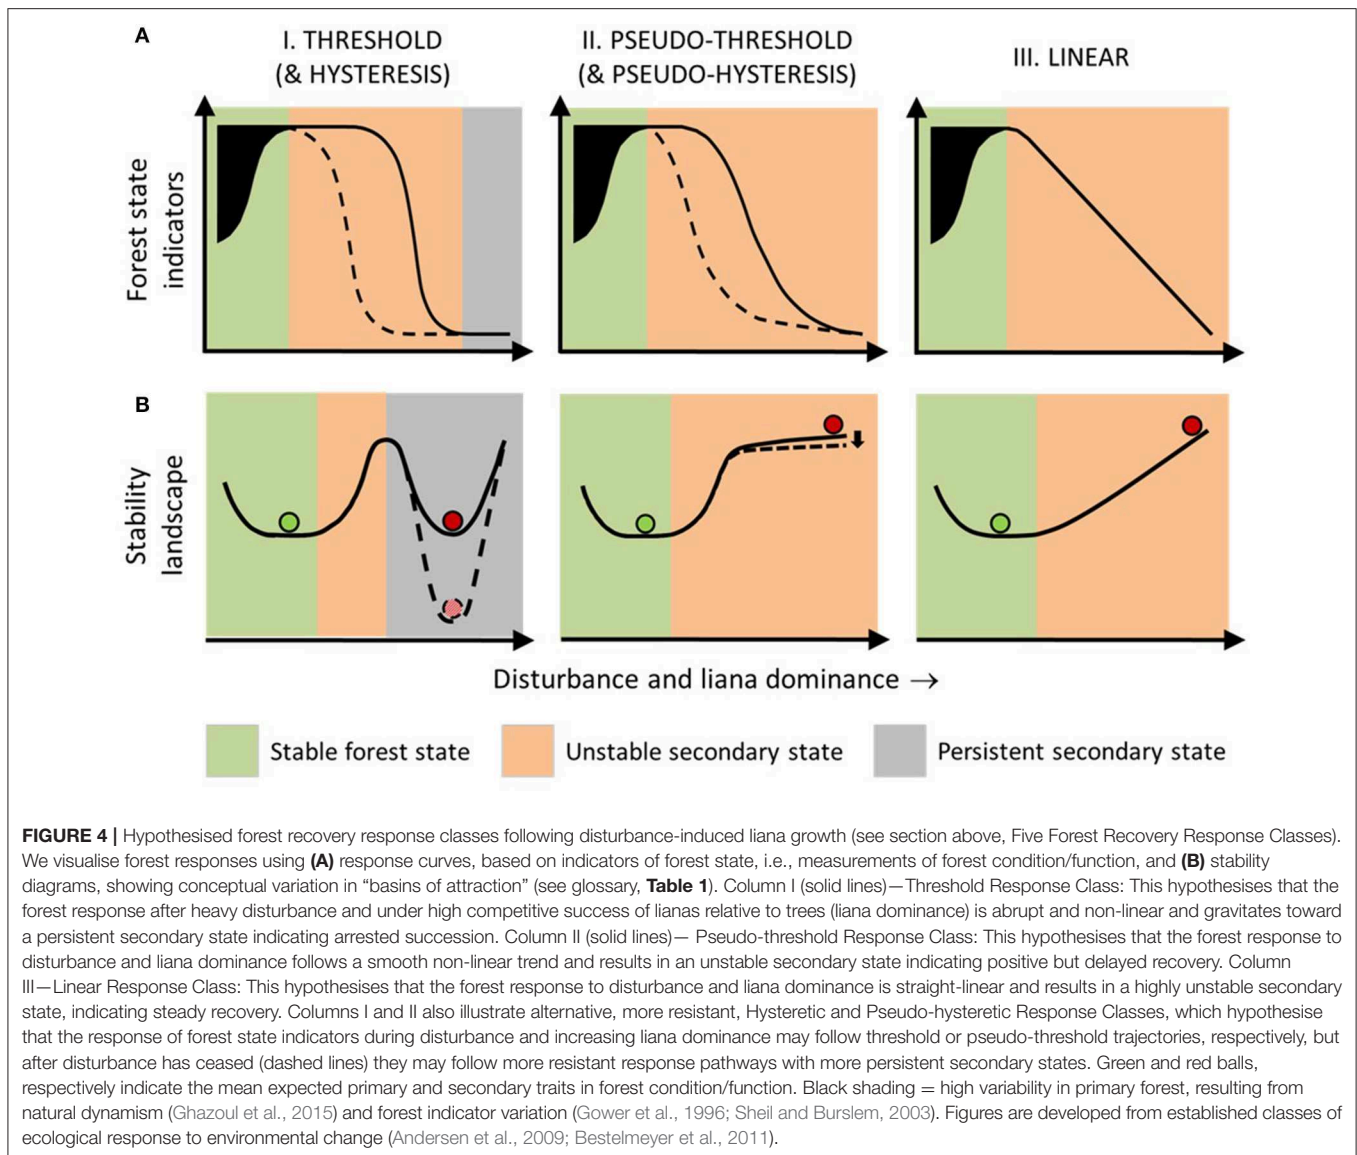 A
I. THRESHOLD
(& HYSTERESIS)
II. PSEUDO-THRESHOLD
(& PSEUDO-HYSTERESIS)
III. LINEAR
Forest state
indicators
B
Stability
landscape
Disturbance and liana dominance →
Stable forest state
Unstable secondary state
Persistent secondary state
FIGURE 4 | Hypothesised forest recovery response classes following disturbance-induced liana growth (see section above, Five Forest Recovery Response Classes).
We visualise forest responses using (A) response curves, based on indicators of forest state, i.e., measurements of forest condition/function, and (B) stability
diagrams, showing conceptual variation in “basins of attraction” (see glossary, Table 1). Column I (solid lines)—Threshold Response Class: This hypothesises that the
forest response after heavy disturbance and under high competitive success of lianas relative to trees (liana dominance) is abrupt and non-linear and gravitates toward
a persistent secondary state indicating arrested succession. Column II (solid lines)— Pseudo-threshold Response Class: This hypothesises that the forest response to
disturbance and liana dominance follows a smooth non-linear trend and results in an unstable secondary state indicating positive but delayed recovery. Column
III—Linear Response Class: This hypothesises that the forest response to disturbance and liana dominance is straight-linear and results in a highly unstable secondary
state, indicating steady recovery. Columns I and II also illustrate alternative, more resistant, Hysteretic and Pseudo-hysteretic Response Classes, which hypothesise
that the response of forest state indicators during disturbance and increasing liana dominance may follow threshold or pseudo-threshold trajectories, respectively, but
after disturbance has ceased (dashed lines) they may follow more resistant response pathways with more persistent secondary states. Green and red balls,
respectively indicate the mean expected primary and secondary traits in forest condition/function. Black shading = high variability in primary forest, resulting from
natural dynamism (Ghazoul et al., 2015) and forest indicator variation (Gower et al., 1996; Sheil and Burslem, 2003). Figures are developed from established classes of
ecological response to environmental change (Andersen et al., 2009; Bestelmeyer et al., 2011).